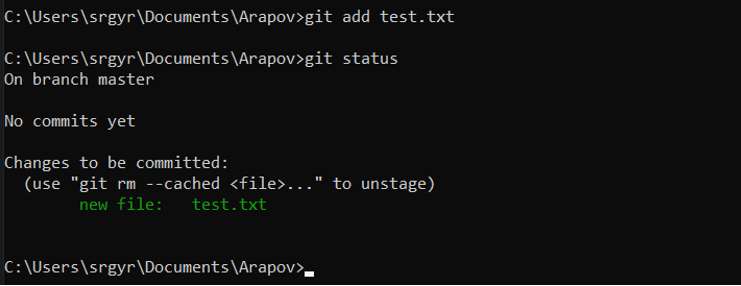 C:\Users\srgyr\Documents\Arapov>git add test.txt
C:\Users\srgyr\Documents\Arapov>git status
On branch master
No commits yet
Changes to be committed:
  (use "git rm --cached <file>..." to unstage)
        new file:   test.txt
C:\Users\srgyr\Documents\Arapov>